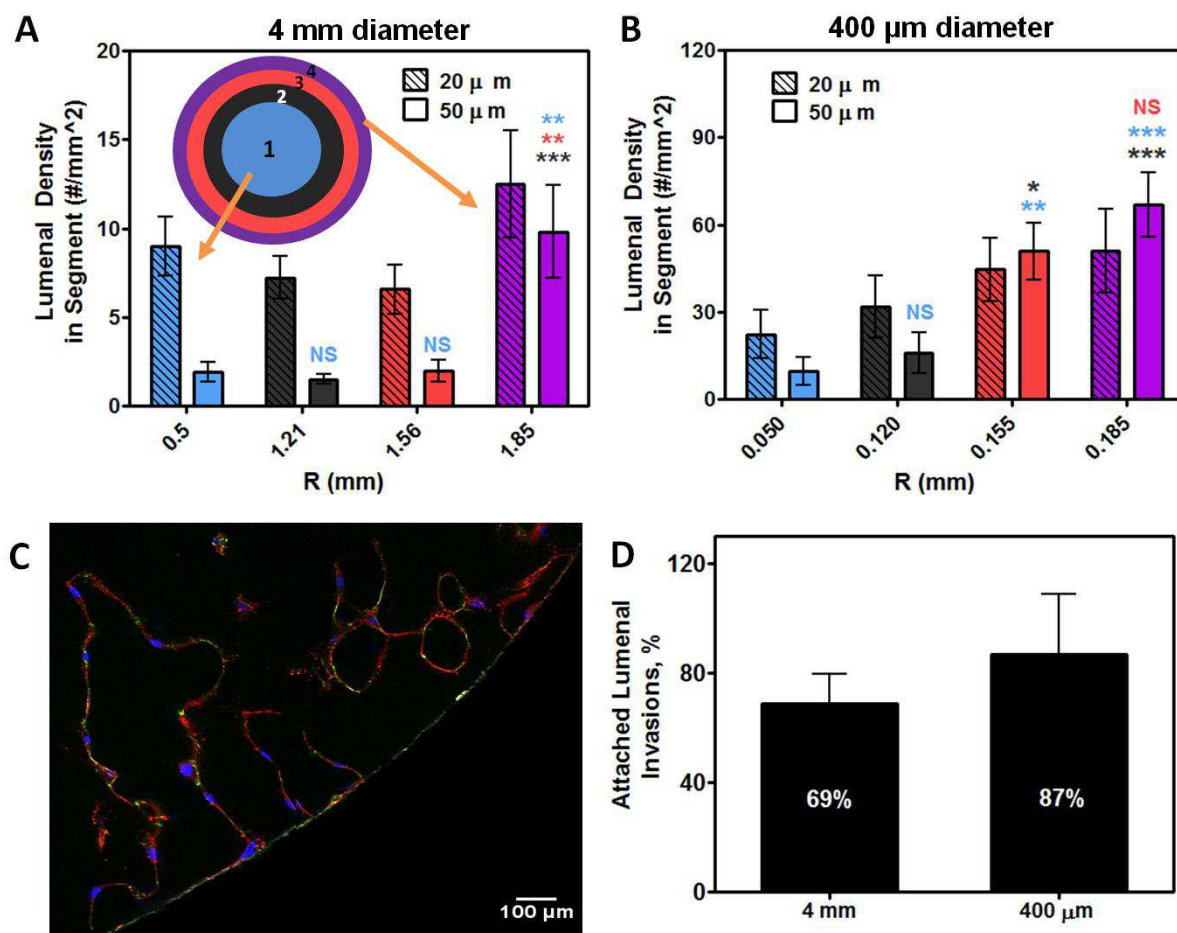 A
4 mm diameter
20
15
10
5
0
Lumenal Density
in Segment (#/mm^2)
1
2
3
4
20 μ m
50 μ m
NS
NS
**
**
***
0.5
1.21
1.56
1.85
R (mm)
B
400 µm diameter
120
90
60
30
0
Lumenal Density
in Segment (#/mm^2)
20 μ m
50 μ m
NS
*
**
NS
***
***
0.050
0.120
0.155
0.185
R (mm)
C
100 µm
D
120
80
40
0
Attached Lumenal
Invasions, %
69%
87%
4 mm
400 μm